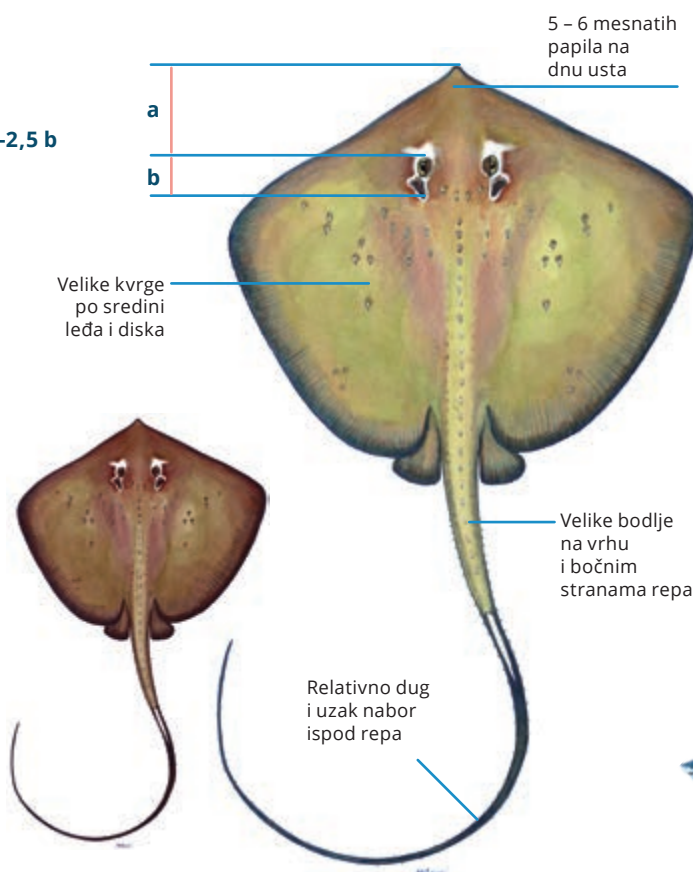 5 – 6 mesnatih
papila na
dnu usta
a
-2,5 b
b
Velike kvrge
po sredini
leđa i diska
Velike bodlje
na vrhu
i bočnim
stranama repa
Relativno dug
i uzak nabor
ispod repa